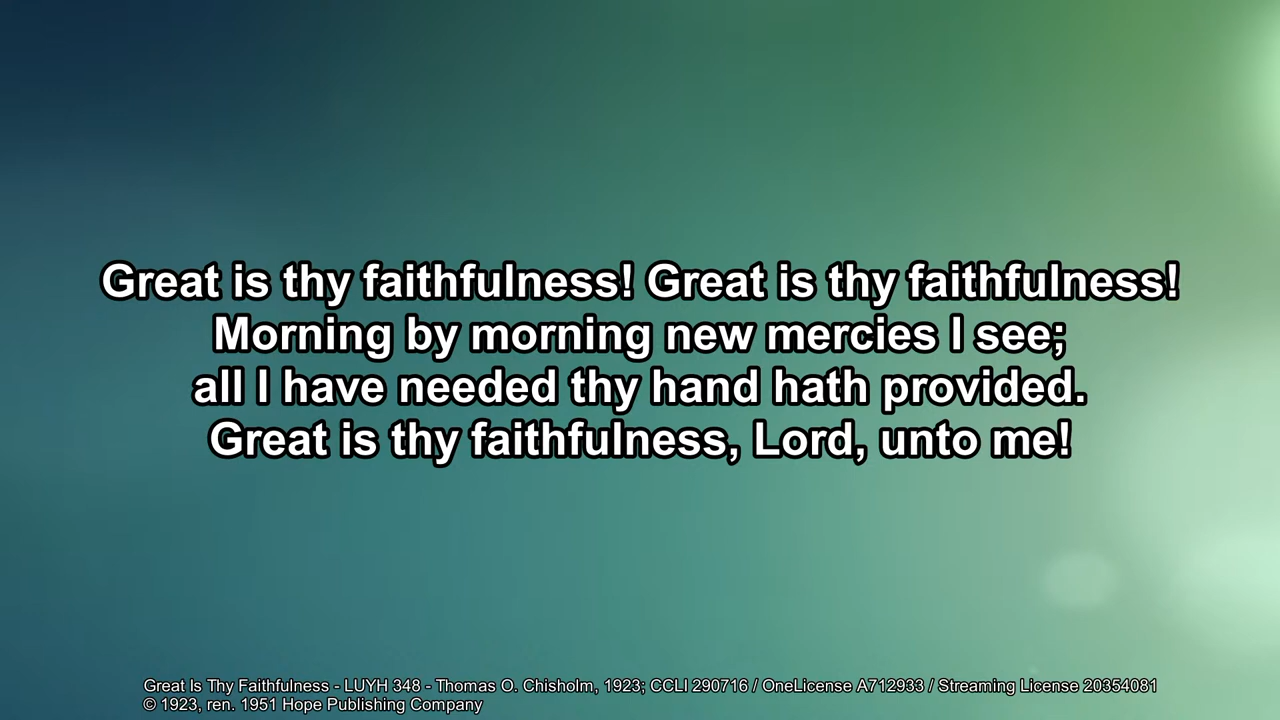 Great is thy faithfulness! Great is thy faithfulness!
Morning by morning new mercies I see;
all I have needed thy hand hath provided.
Great is thy faithfulness, Lord, unto me!
Great Is Thy Faithfulness - LUYH 348 - Thomas O. Chisholm, 1923; CCLI 290716 / OneLicense A712933 / Streaming License 20354081
© 1923, ren. 1951 Hope Publishing Company